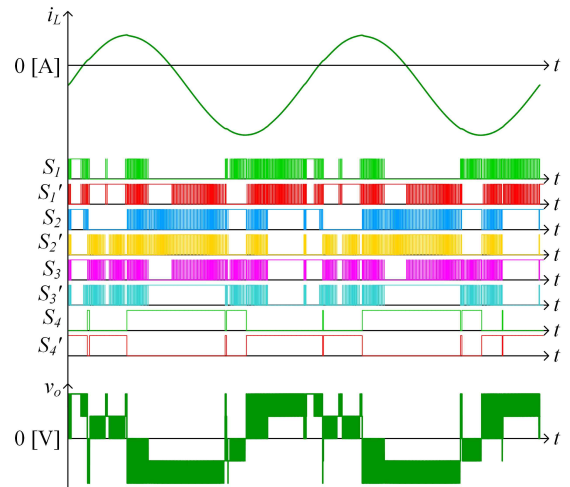 i_L
0 [A] t
S_1 t
S_1' t
S_2 t
S_2' t
S_3 t
S_3' t
S_4 t
S_4' t
v_o
0 [V] t